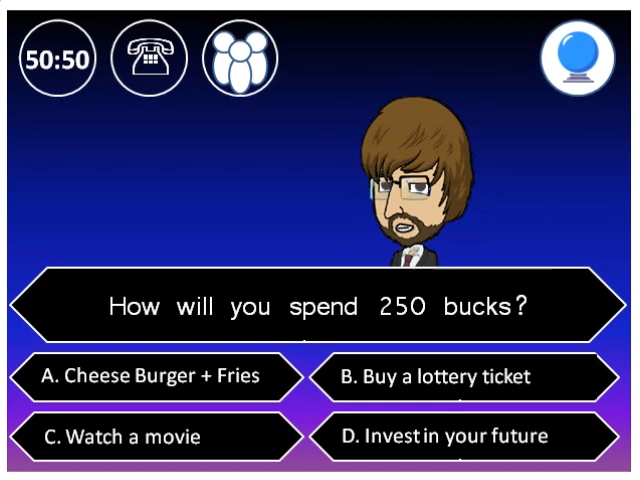 50:50
How will you spend 250 bucks?
A. Cheese Burger + Fries
B. Buy a lottery ticket
C. Watch a movie
D. Invest in your future